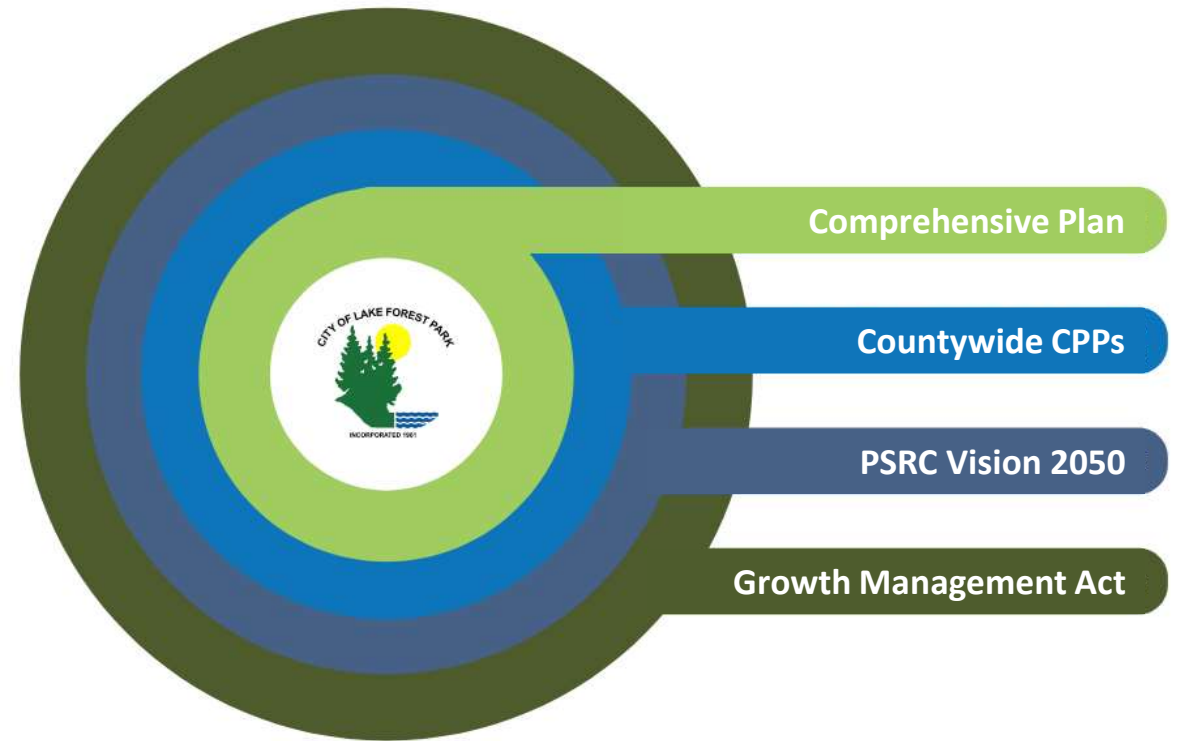 Comprehensive Plan
CITY OF LAKE FOREST PARK
Countywide CPPs
INCORPORATED 1961
PSRC Vision 2050
Growth Management Act